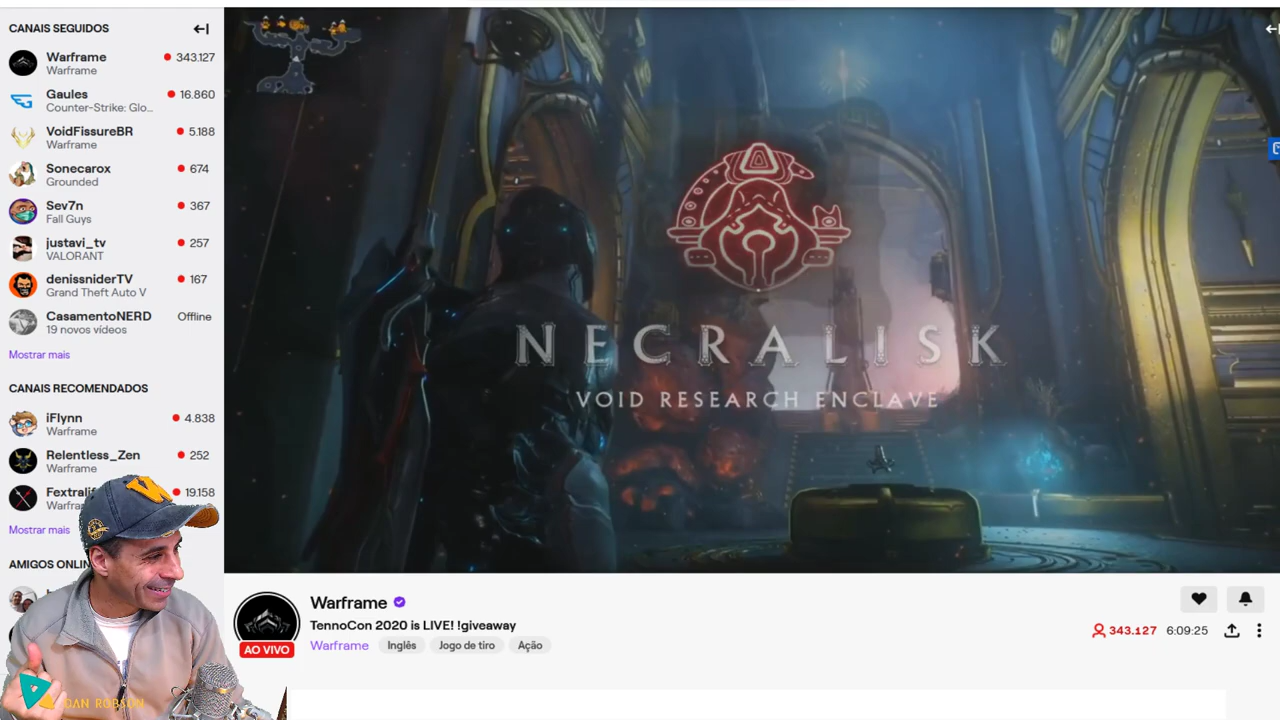 CANAIS SEGUIDOS
Warframe 343.127
Warframe
Gaules 16.860
Counter-Strike: Glo...
VoidFissureBR 5.188
Warframe
Sonecarox 674
Grounded
Sev7n 367
Fall Guys
justavi_tv 257
VALORANT
denissniderTV 167
Grand Theft Auto V
CasamentoNERD Offline
19 novos vídeos
Mostrar mais
CANAIS RECOMENDADOS
iFlynn 4.838
Warframe
Relentless_Zen 252
Warframe
19.158
Mostrar mais
AMIGOS
NECRALISK
VOID RESEARCH ENCLAVE
Warframe
TennoCon 2020 is LIVE! !giveaway
Warframe Inglês Jogo de tiro Ação
AO VIVO
343.127 6:09:25
DAN ROBSON